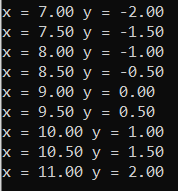 x = 7.00 y = -2.00
x = 7.50 y = -1.50
x = 8.00 y = -1.00
x = 8.50 y = -0.50
x = 9.00 y = 0.00
x = 9.50 y = 0.50
x = 10.00 y = 1.00
x = 10.50 y = 1.50
x = 11.00 y = 2.00